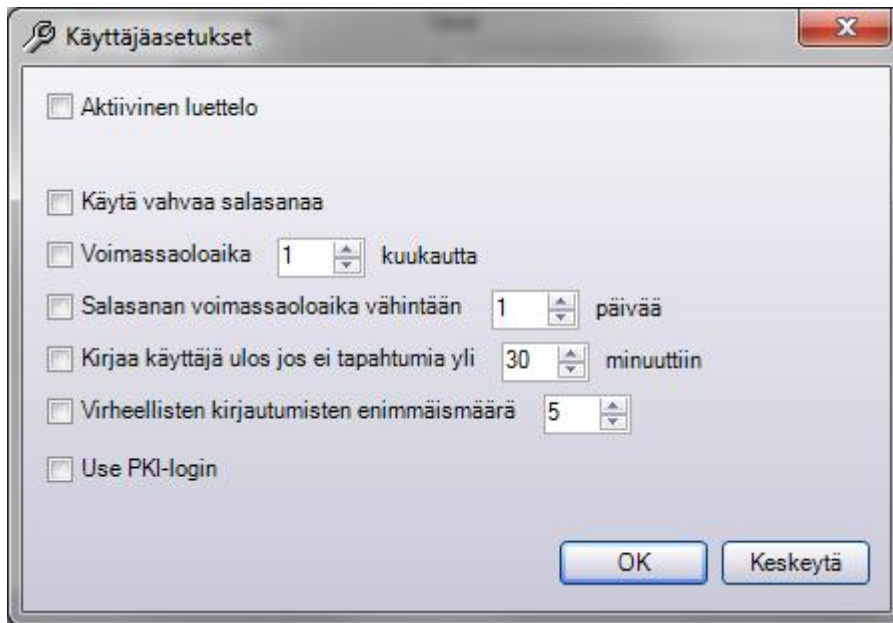 Käyttäjäasetukset
Aktiivinen luettelo
Käytä vahvaa salasanaa
Voimassaoloaika 1 kuukautta
Salasanan voimassaoloaika vähintään 1 päivää
Kirjaa käyttäjä ulos jos ei tapahtumia yli 30 minuuttiin
Virheellisten kirjautumisten enimmäismäärä 5
Use PKI-login
OK Keskeytä